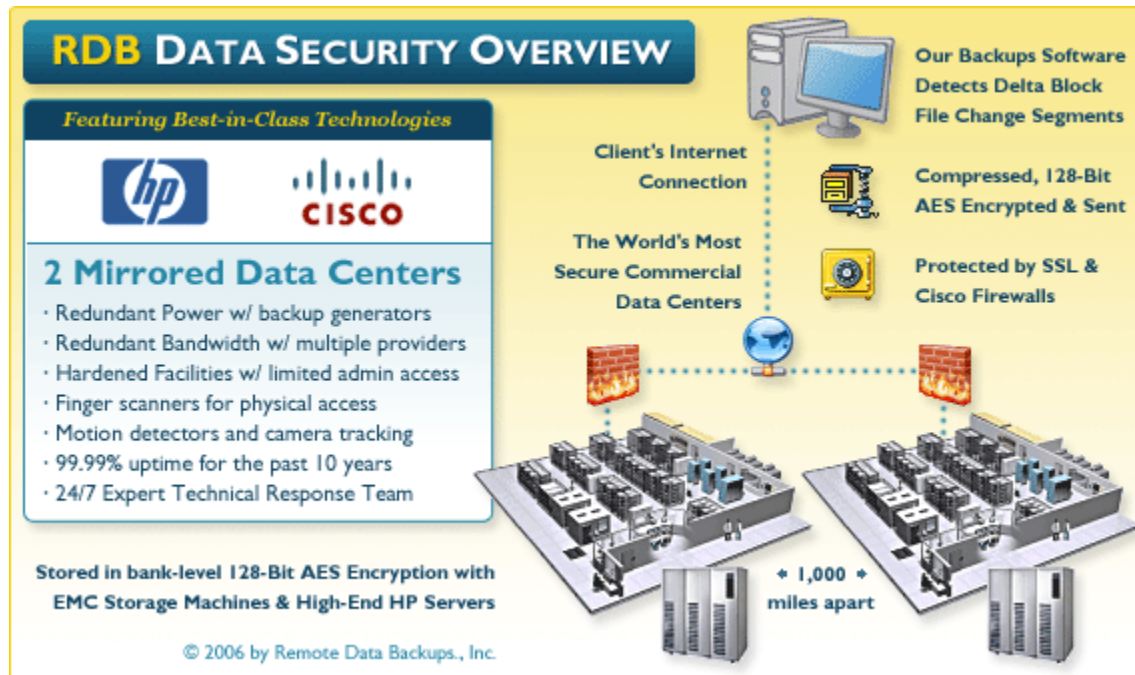 RDB DATA SECURITY OVERVIEW
Featuring Best-in-Class Technologies
hp
CISCO
2 Mirrored Data Centers
· Redundant Power w/ backup generators
· Redundant Bandwidth w/ multiple providers
· Hardened Facilities w/ limited admin access
· Finger scanners for physical access
· Motion detectors and camera tracking
· 99.99% uptime for the past 10 years
· 24/7 Expert Technical Response Team
Stored in bank-level 128-Bit AES Encryption with
EMC Storage Machines & High-End HP Servers
© 2006 by Remote Data Backups., Inc.
Our Backups Software
Detects Delta Block
File Change Segments
Client's Internet
Connection
Compressed, 128-Bit
AES Encrypted & Sent
The World's Most
Secure Commercial
Data Centers
Protected by SSL &
Cisco Firewalls
1,000
miles apart